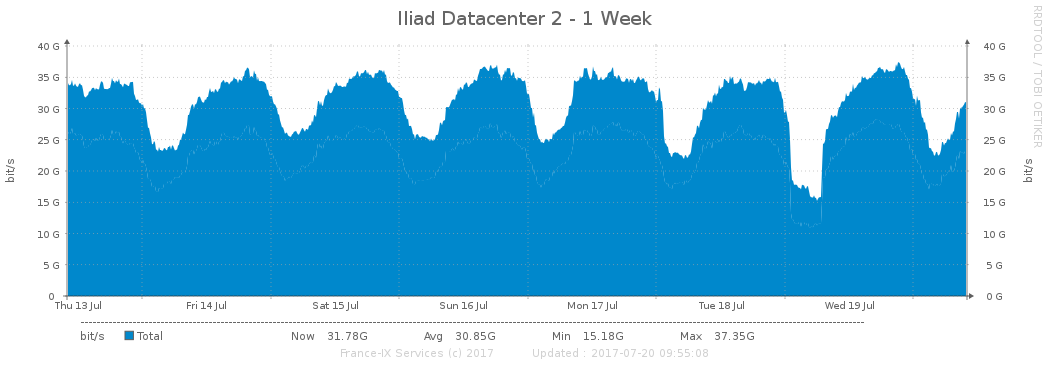 Iliad Datacenter 2 - 1 Week
RRDTOOL / TOBI OETIKER
40 G 40 G
35 G 35 G
30 G 30 G
25 G 25 G
20 G 20 G
15 G 15 G
10 G 10 G
5 G 5 G
0 0 G
bit/s bit/s
Thu 13 Jul Fri 14 Jul Sat 15 Jul Sun 16 Jul Mon 17 Jul Tue 18 Jul Wed 19 Jul
bit/s Total Now 31.78G Avg 30.85G Min 15.18G Max 37.35G
France-IX Services (c) 2017 Updated : 2017-07-20 09:55:08